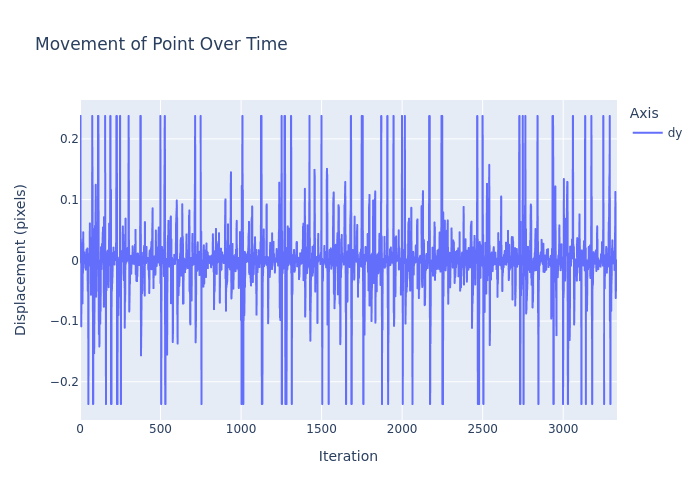 Movement of Point Over Time
Axis
dy
Displacement (pixels)
0.2
0.1
0
−0.1
−0.2
0 500 1000 1500 2000 2500 3000
Iteration